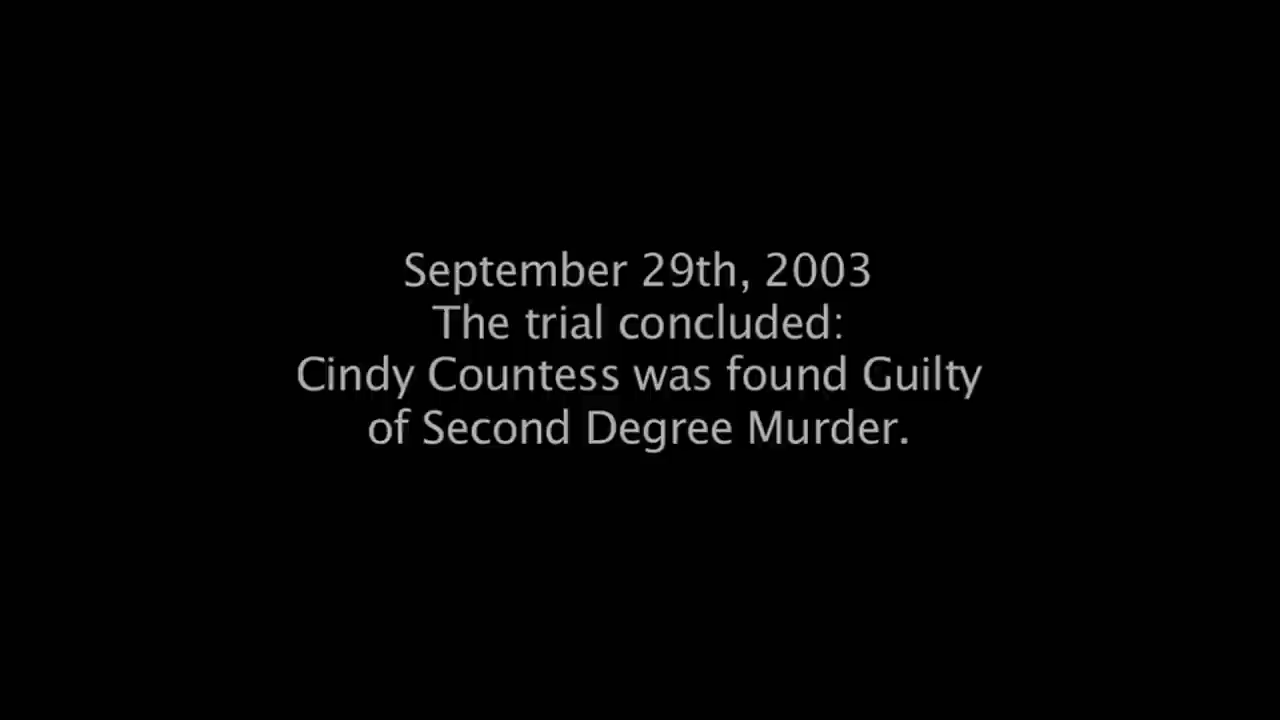 September 29th, 2003
The trial concluded:
Cindy Countess was found Guilty
of Second Degree Murder.